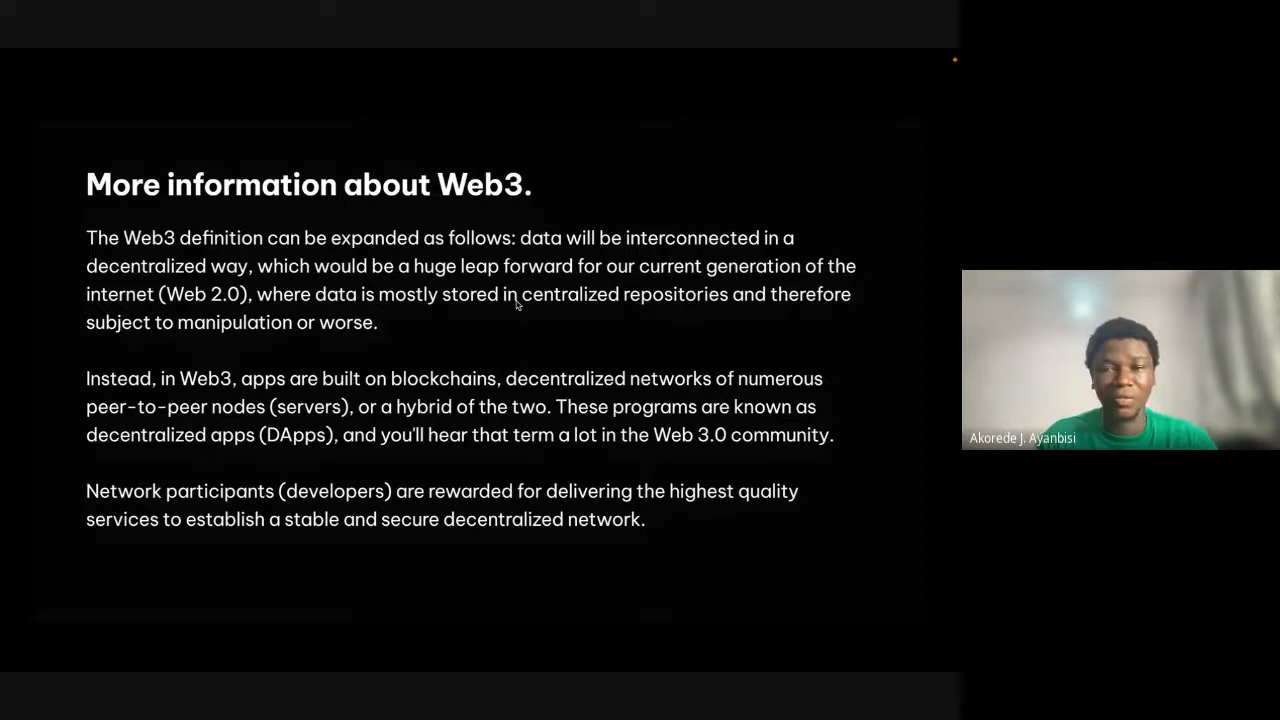 More information about Web3.
The Web3 definition can be expanded as follows: data will be interconnected in a
decentralized way, which would be a huge leap forward for our current generation of the
internet (Web 2.0), where data is mostly stored in centralized repositories and therefore
subject to manipulation or worse.
Instead, in Web3, apps are built on blockchains, decentralized networks of numerous
peer-to-peer nodes (servers), or a hybrid of the two. These programs are known as
decentralized apps (DApps), and you'll hear that term a lot in the Web 3.0 community.
Network participants (developers) are rewarded for delivering the highest quality
services to establish a stable and secure decentralized network.
Akorede J. Ayanbisi